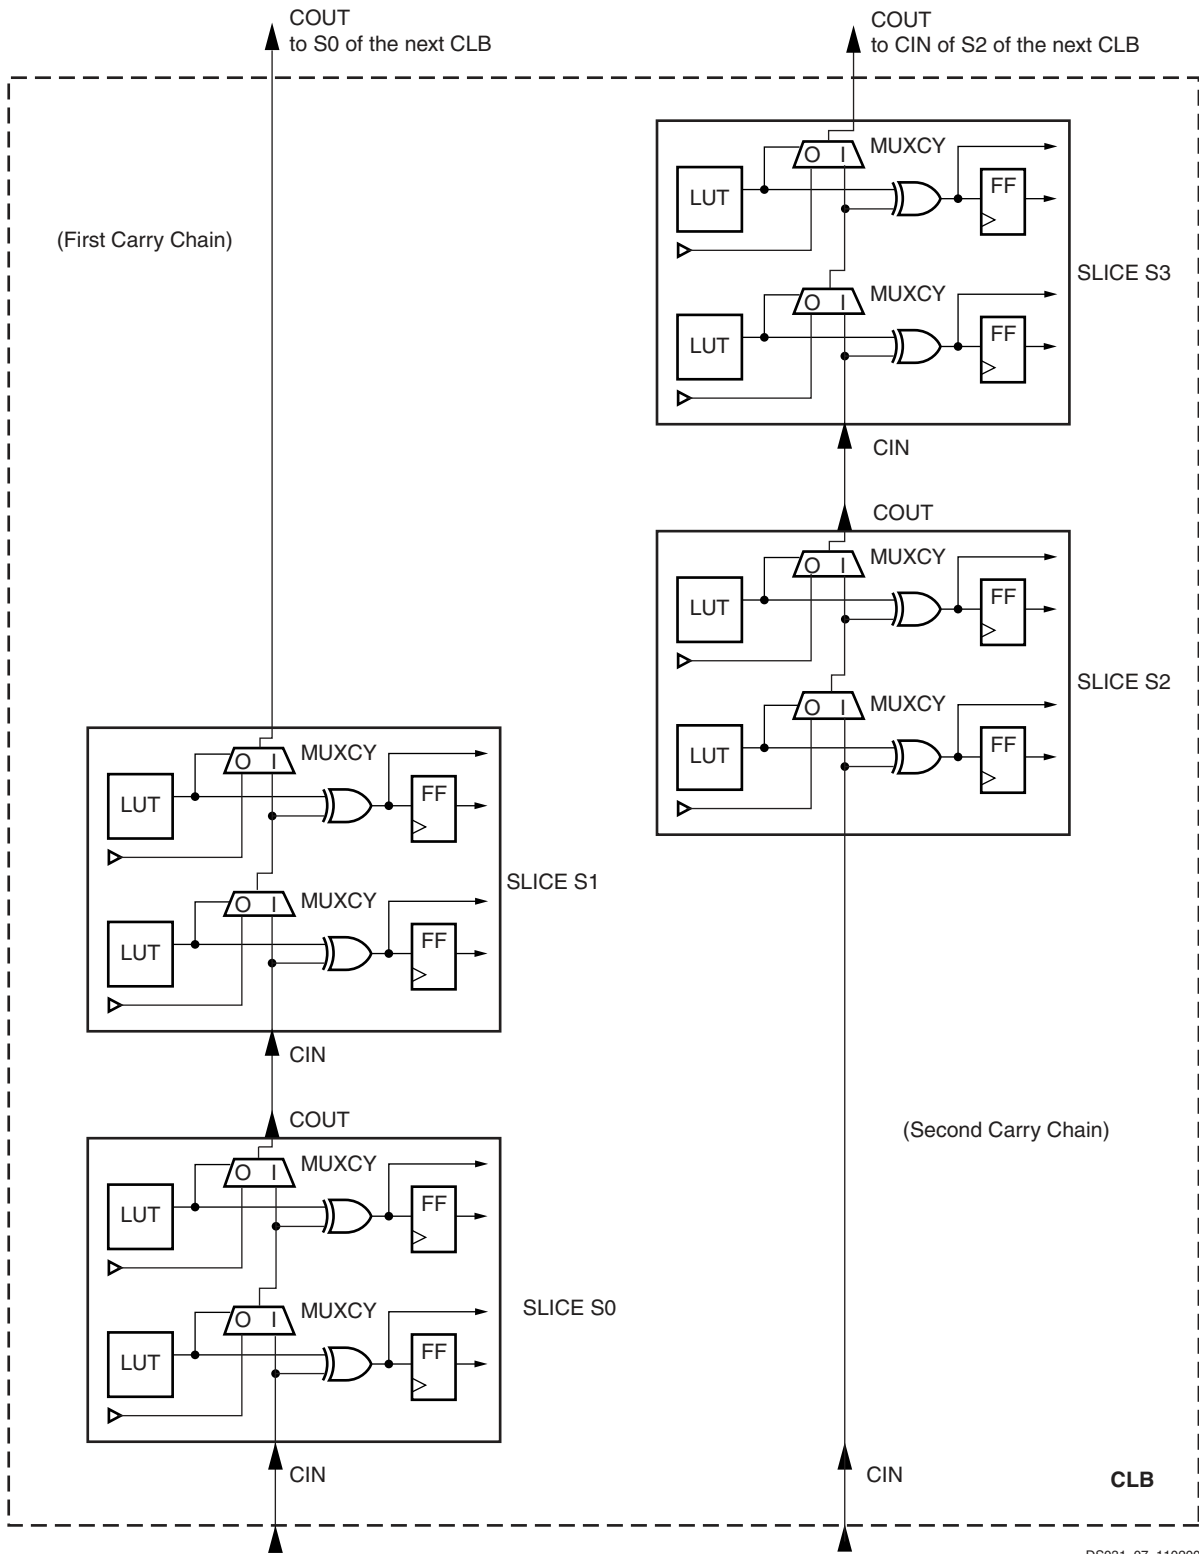 COUT
to S0 of the next CLB
COUT
to CIN of S2 of the next CLB
(First Carry Chain)
O I
MUXCY
LUT
FF
SLICE S3
O I
MUXCY
LUT
FF
CIN
COUT
O I
MUXCY
LUT
FF
SLICE S2
O I
MUXCY
LUT
FF
O I
MUXCY
LUT
FF
SLICE S1
O I
MUXCY
LUT
FF
CIN
COUT
(Second Carry Chain)
O I
MUXCY
LUT
FF
SLICE S0
O I
MUXCY
LUT
FF
CIN
CIN
CLB